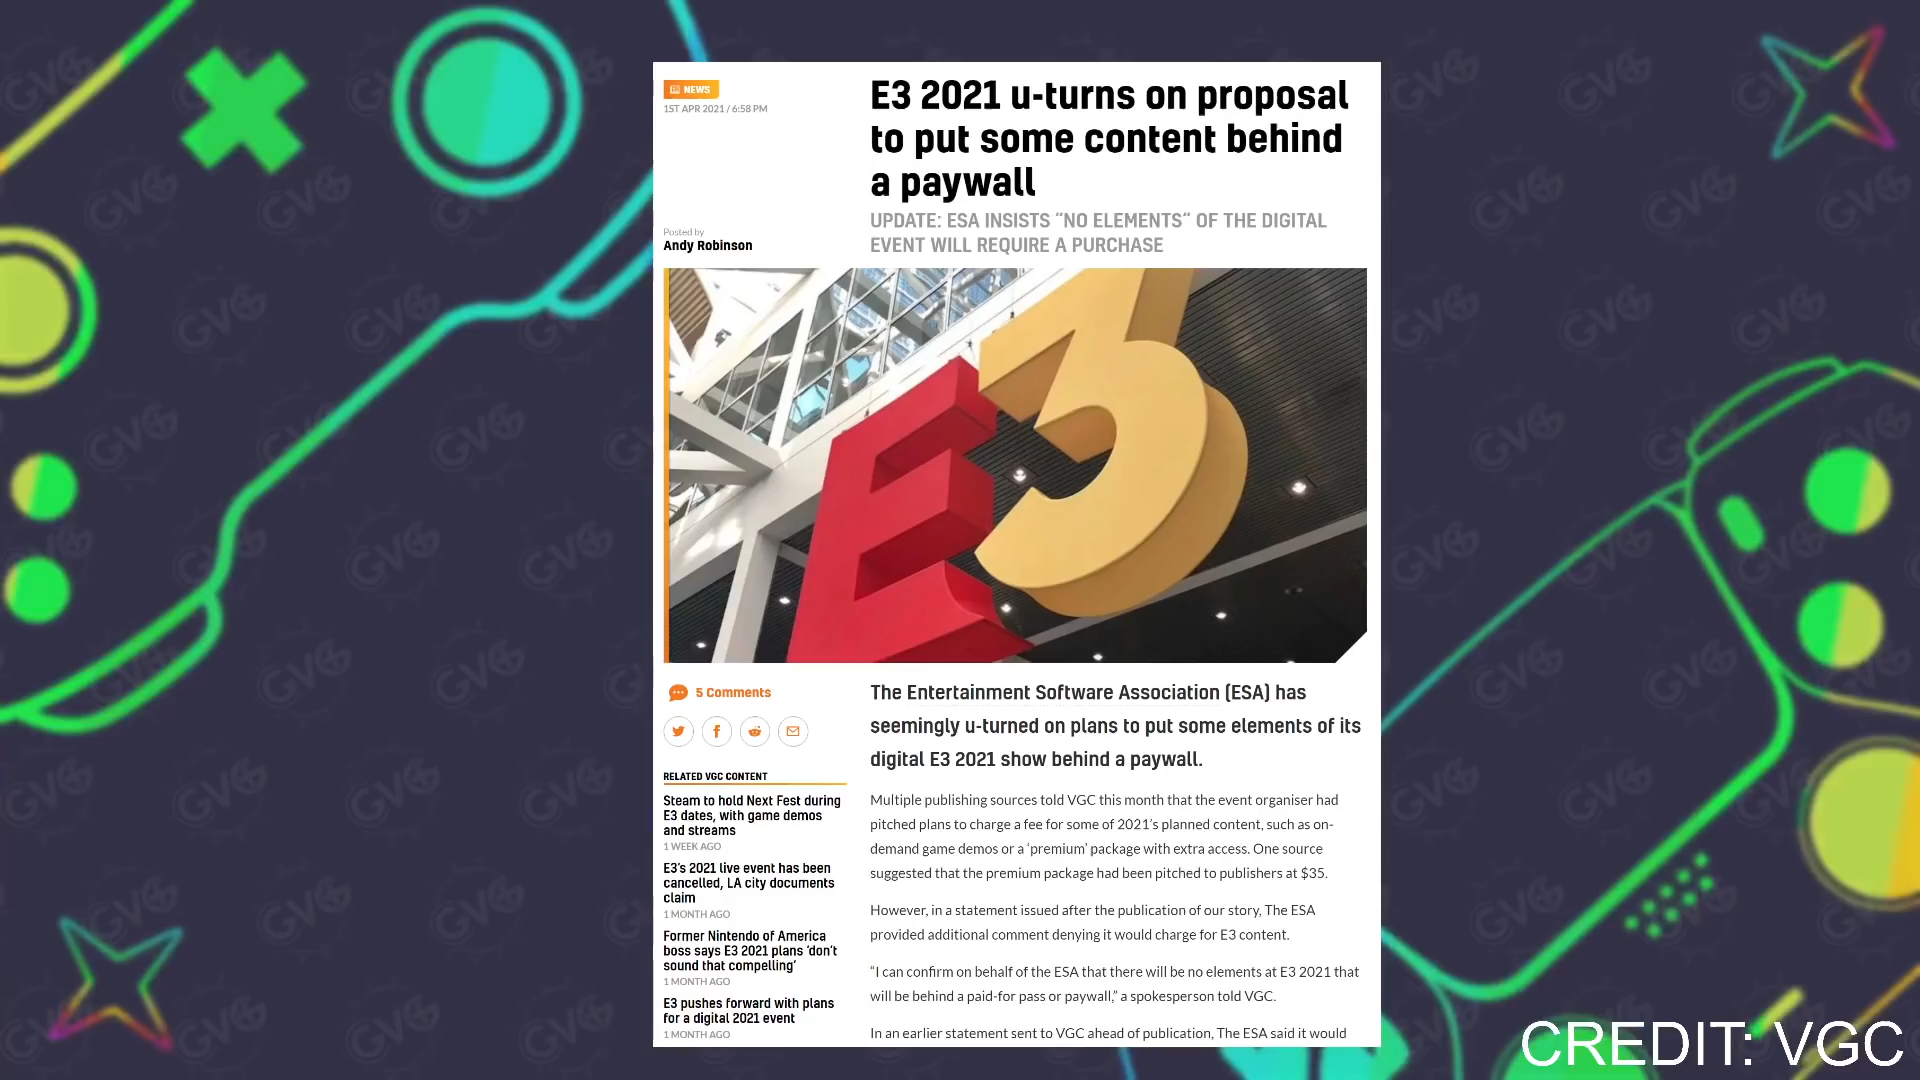 NEWS
1ST APR 2021 / 6:58 PM
Posted by
Andy Robinson
E3 2021 u-turns on proposal
to put some content behind
a paywall
UPDATE: ESA INSISTS “NO ELEMENTS” OF THE DIGITAL
EVENT WILL REQUIRE A PURCHASE
E3
5 Comments
RELATED VGC CONTENT
Steam to hold Next Fest during
E3 dates, with game demos
and streams
1 WEEK AGO
E3’s 2021 live event has been
cancelled, LA city documents
claim
1 MONTH AGO
Former Nintendo of America
boss says E3 2021 plans ‘don’t
sound that compelling’
1 MONTH AGO
E3 pushes forward with plans
for a digital 2021 event
1 MONTH AGO
The Entertainment Software Association (ESA) has
seemingly u-turned on plans to put some elements of its
digital E3 2021 show behind a paywall.
Multiple publishing sources told VGC this month that the event organiser had
pitched plans to charge a fee for some of 2021’s planned content, such as on-
demand game demos or a ‘premium’ package with extra access. One source
suggested that the premium package had been pitched to publishers at $35.
However, in a statement issued after the publication of our story, The ESA
provided additional comment denying it would charge for E3 content.
“I can confirm on behalf of the ESA that there will be no elements at E3 2021 that
will be behind a paid-for pass or paywall,” a spokesperson told VGC.
In an earlier statement sent to VGC ahead of publication, The ESA said it would
CREDIT: VGC